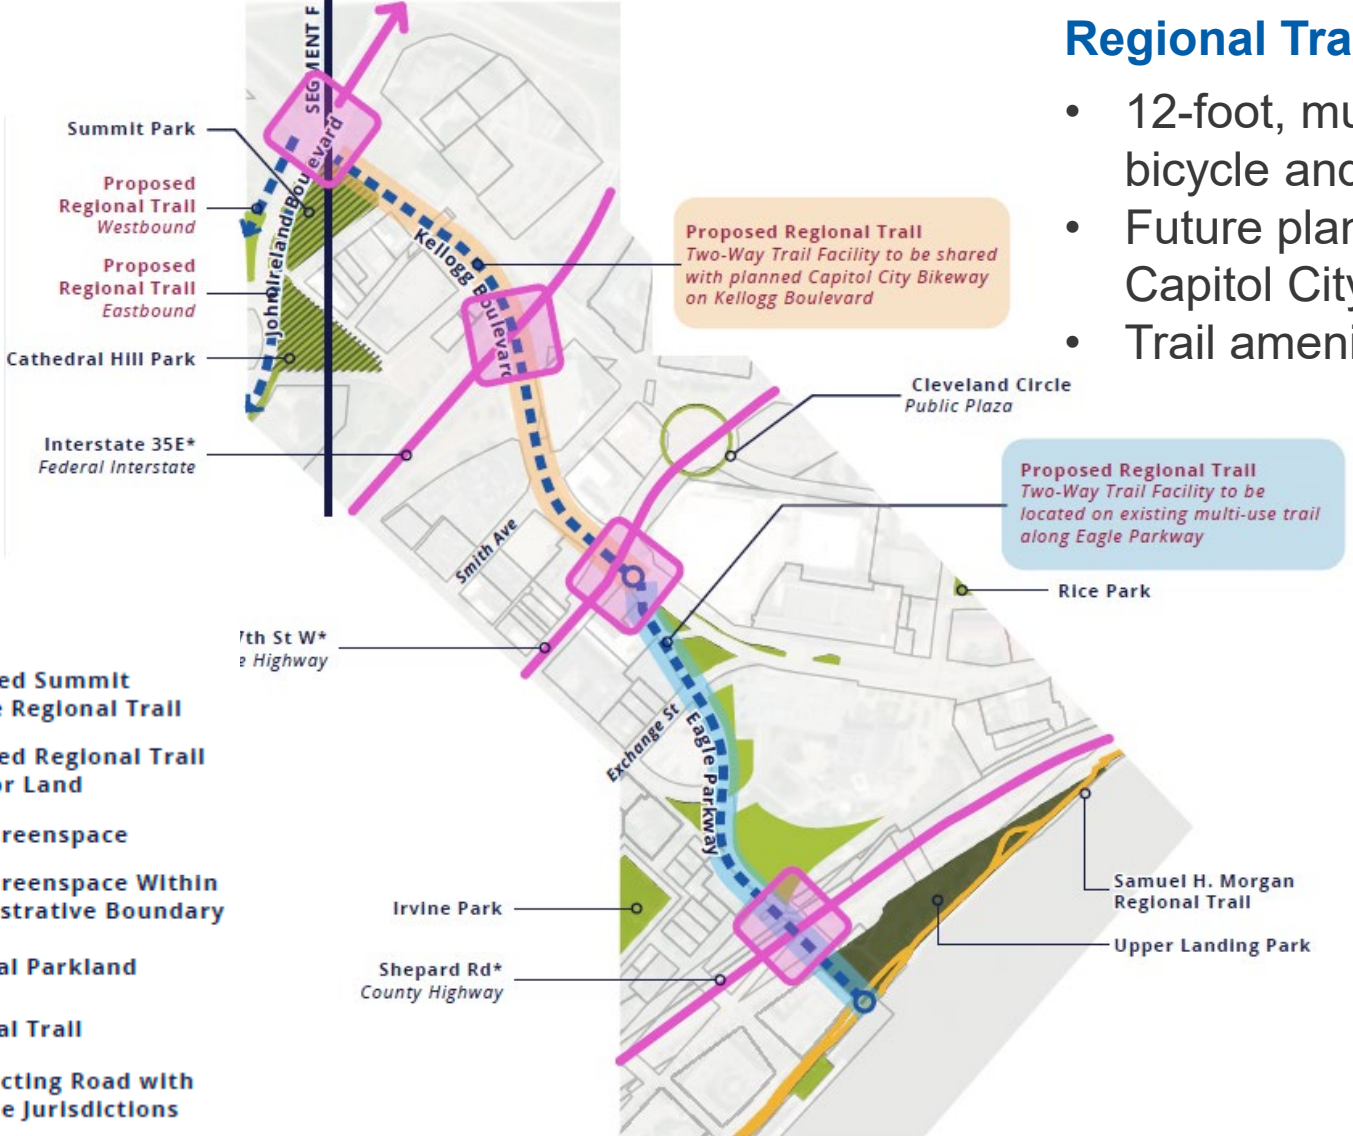 Regional Tra
• 12-foot, mu
bicycle and
• Future plan
Capitol City
• Trail ameni
SEGMENT F
Summit Park
Proposed
Regional Trail
Westbound
Proposed
Regional Trail
Eastbound
John Ireland Boulevard
Cathedral Hill Park
Interstate 35E*
Federal Interstate
Kellogg Boulevard
Proposed Regional Trail
Two-Way Trail Facility to be shared
with planned Capitol City Bikeway
on Kellogg Boulevard
Cleveland Circle
Public Plaza
Proposed Regional Trail
Two-Way Trail Facility to be
located on existing multi-use trail
along Eagle Parkway
Smith Ave
Rice Park
7th St W*
e Highway
Exchange St
Eagle Parkway
Irvine Park
Shepard Rd*
County Highway
Samuel H. Morgan
Regional Trail
Upper Landing Park
ed Summit
e Regional Trail
ed Regional Trail
or Land
reenspace
reenspace Within
strative Boundary
al Parkland
al Trail
cting Road with
e Jurisdictions